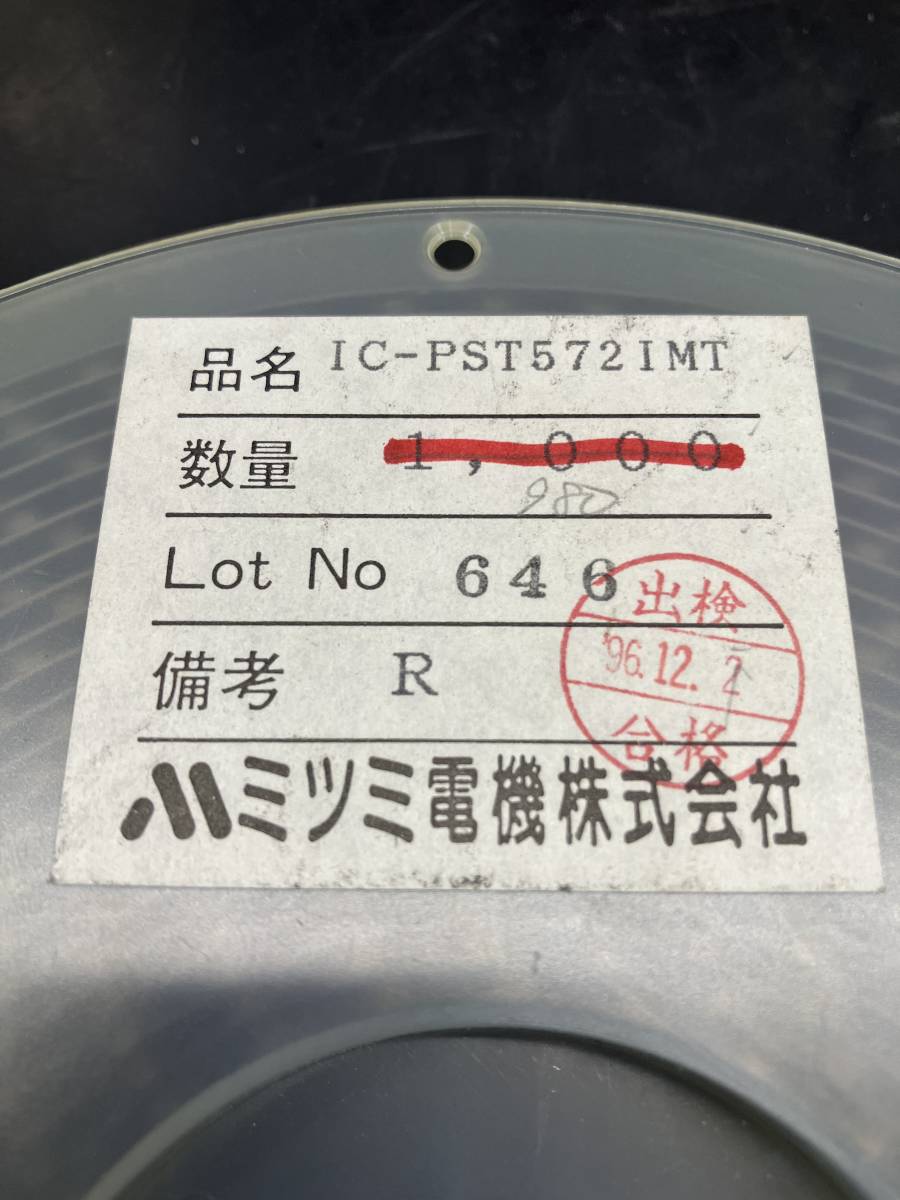 品名 IC-PST572IMT
数量 1,000
980
Lot No 646
出検
'96.12.2
合格
備考 R
ミツミ電機株式会社